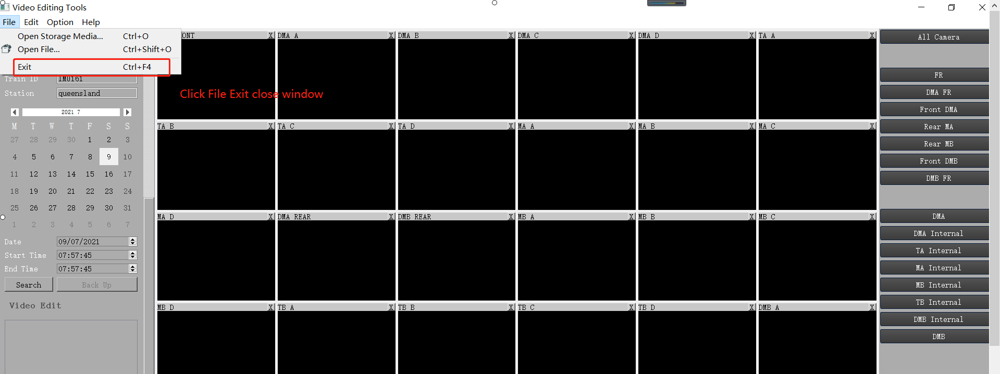 Video Editing Tools
File Edit Option Help
Open Storage Media... Ctrl+O
Open File... Ctrl+Shift+O
Exit Ctrl+F4
Train ID IMU161
Station queensland
2021 7
M T W T F S S
27 28 29 30 1 2 3
4 5 6 7 8 9 10
11 12 13 14 15 16 17
18 19 20 21 22 23 24
25 26 27 28 29 30 31
1 2 3 4 5 6 7
Date 09/07/2021
Start Time 07:57:45
End Time 07:57:45
Search Back Up
Video Edit
ONT X DMA A X DMA B X DMA C X DMA D X TA A X
Click File Exit close window
TA B X TA C X TA D X MA A X MA B X MA C X
MA D X DMA REAR X DMB REAR X MB A X MB B X MB C X
MB D X TB A X TB B X TB C X TB D X DMB A X
All Camera
FR
DMA FR
Front DMA
Rear MA
Rear MB
Front DMB
DMB FR
DMA
DMA Internal
TA Internal
MA Internal
MB Internal
TB Internal
DMB Internal
DMB